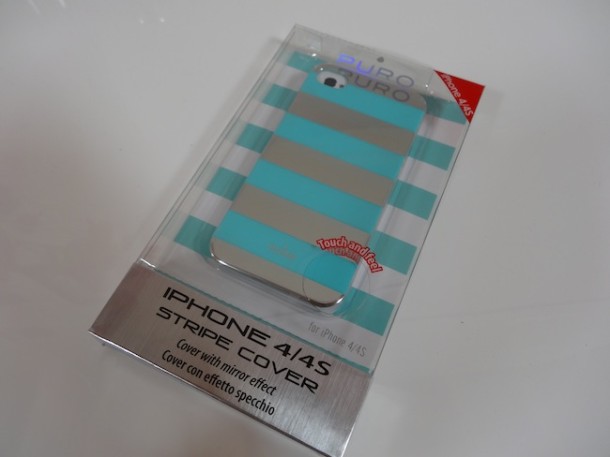 PURO
PURO
iPhone 4/4S
Touch and feel
for iPhone 4/4S
IPHONE 4/4S
STRIPE COVER
Cover with mirror effect
Cover con effetto specchio